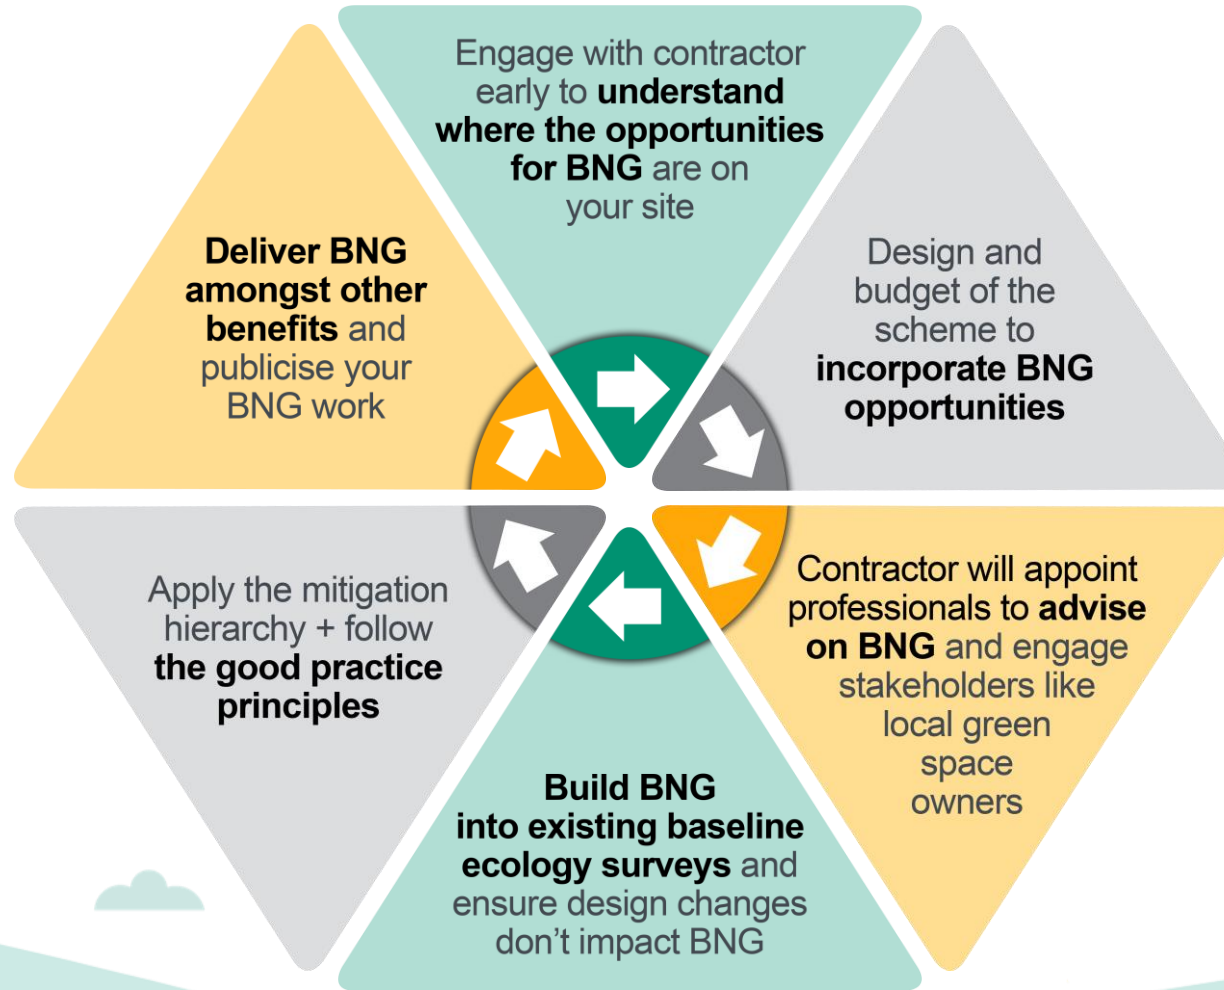 Engage with contractor
early to understand
where the opportunities
for BNG are on
your site
Design and
budget of the
scheme to
incorporate BNG
opportunities
Contractor will appoint
professionals to advise
on BNG and engage
stakeholders like
local green
space
owners
Build BNG
into existing baseline
ecology surveys and
ensure design changes
don’t impact BNG
Apply the mitigation
hierarchy + follow
the good practice
principles
Deliver BNG
amongst other
benefits and
publicise your
BNG work